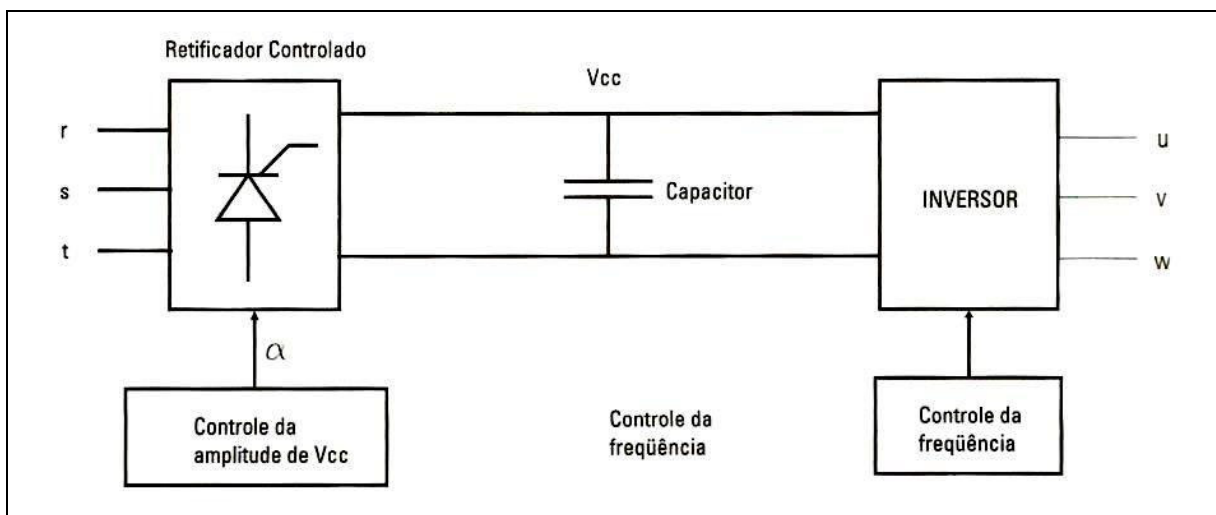 Retificador Controlado
Vcc
r
s
t
Capacitor
INVERSOR
u
v
w
α
Controle da
amplitude de Vcc
Controle da
freqüência
Controle da
freqüência